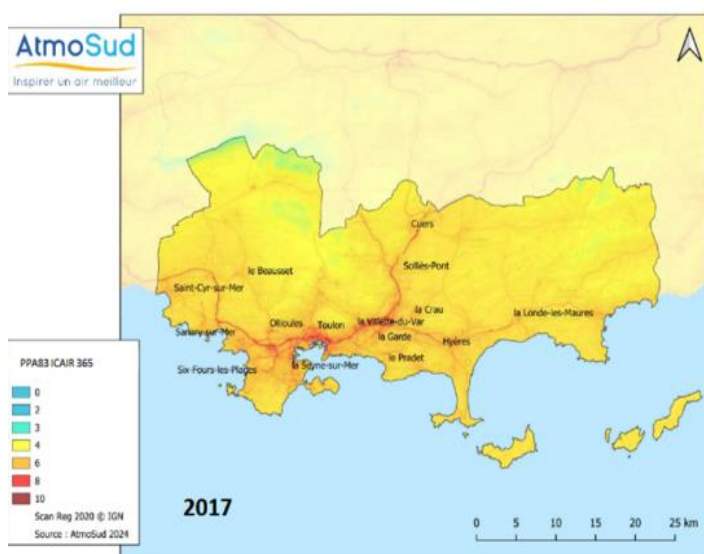 AtmoSud
Inspirer un air meilleur
Cuers
Solliès-Pont
le Beausset
Saint-Cyr-sur-Mer
la Crau
la Londe-les-Maures
Ollioules
Toulon
la Villette-du-Var
Sanary-sur-Mer
la Garde
Hyères
le Pradet
Six-Fours-les-Plages
la Seyne-sur-Mer
PPA83 ICAIR 365
0
2
3
4
6
8
10
Scan Reg 2020 © IGN
Source : AtmoSud 2024
2017
0 5 10 15 20 25 km